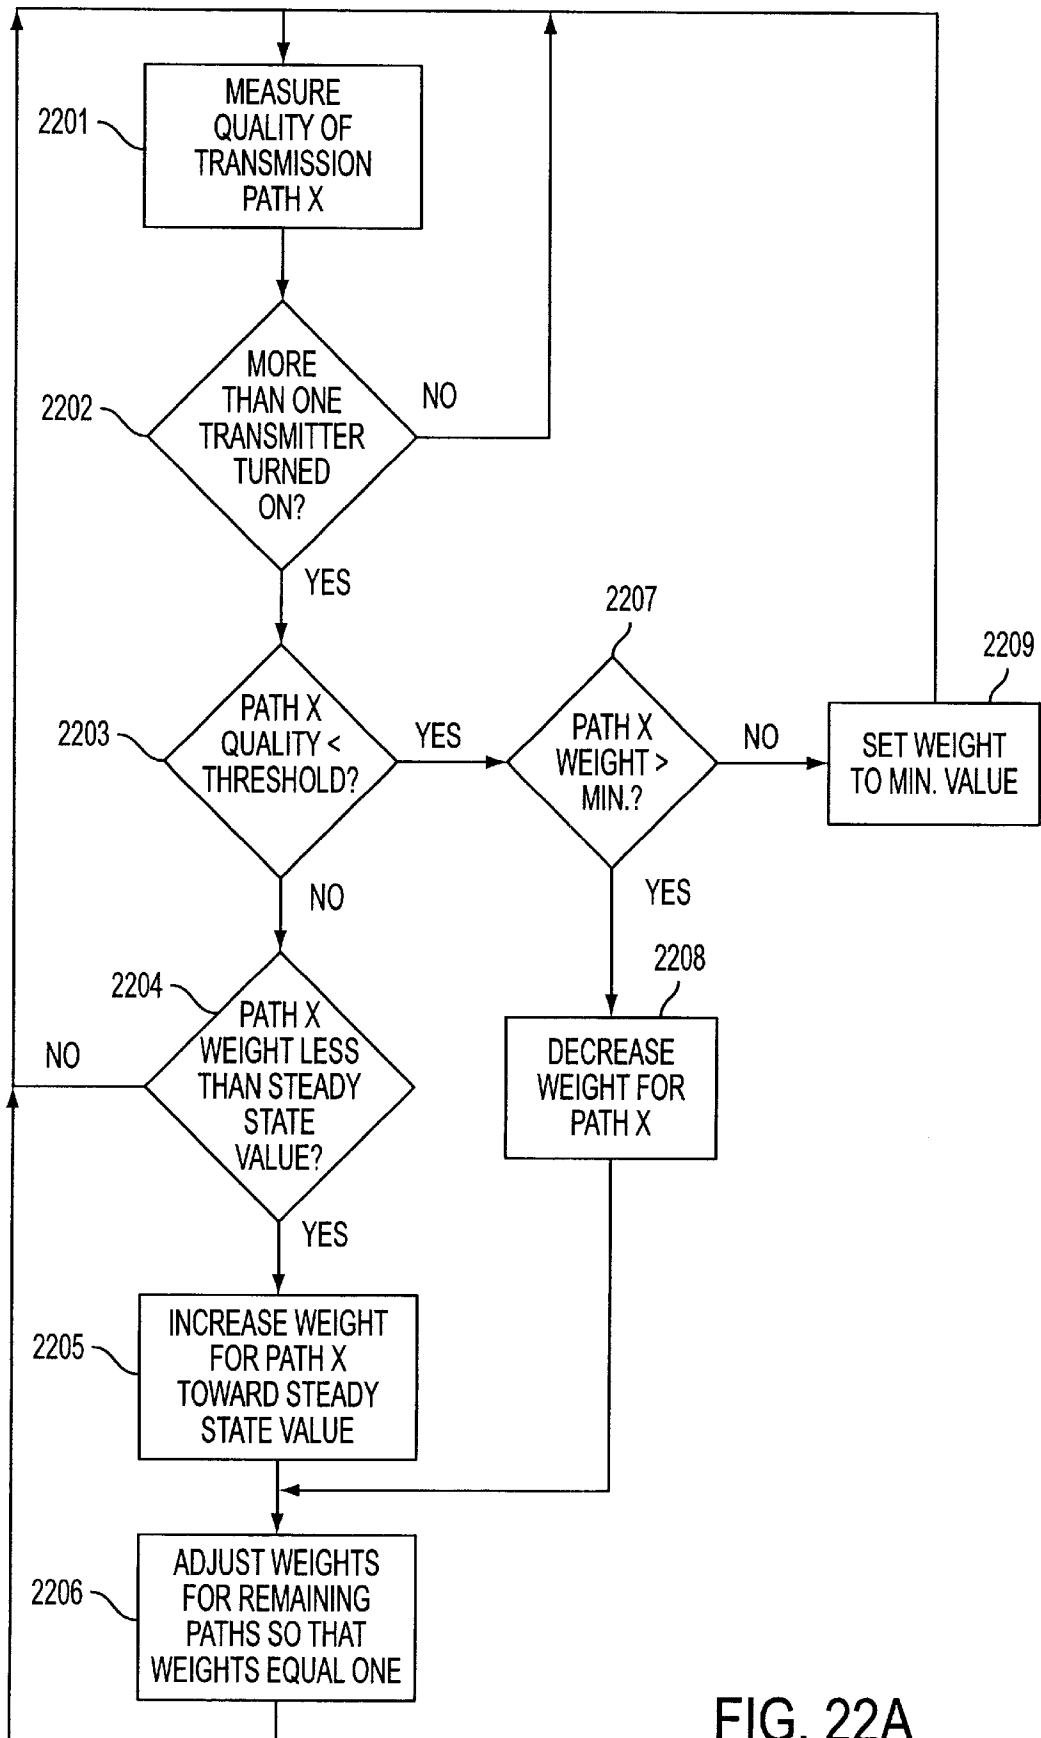 2201
MEASURE
QUALITY OF
TRANSMISSION
PATH X
2202
MORE
THAN ONE
TRANSMITTER
TURNED
ON?
NO
YES
2203
PATH X
QUALITY <
THRESHOLD?
YES
2207
PATH X
WEIGHT >
MIN.?
NO
2209
SET WEIGHT
TO MIN. VALUE
NO
YES
2204
PATH X
WEIGHT LESS
THAN STEADY
STATE
VALUE?
NO
2208
DECREASE
WEIGHT FOR
PATH X
YES
2205
INCREASE WEIGHT
FOR PATH X
TOWARD STEADY
STATE VALUE
2206
ADJUST WEIGHTS
FOR REMAINING
PATHS SO THAT
WEIGHTS EQUAL ONE
FIG. 22A